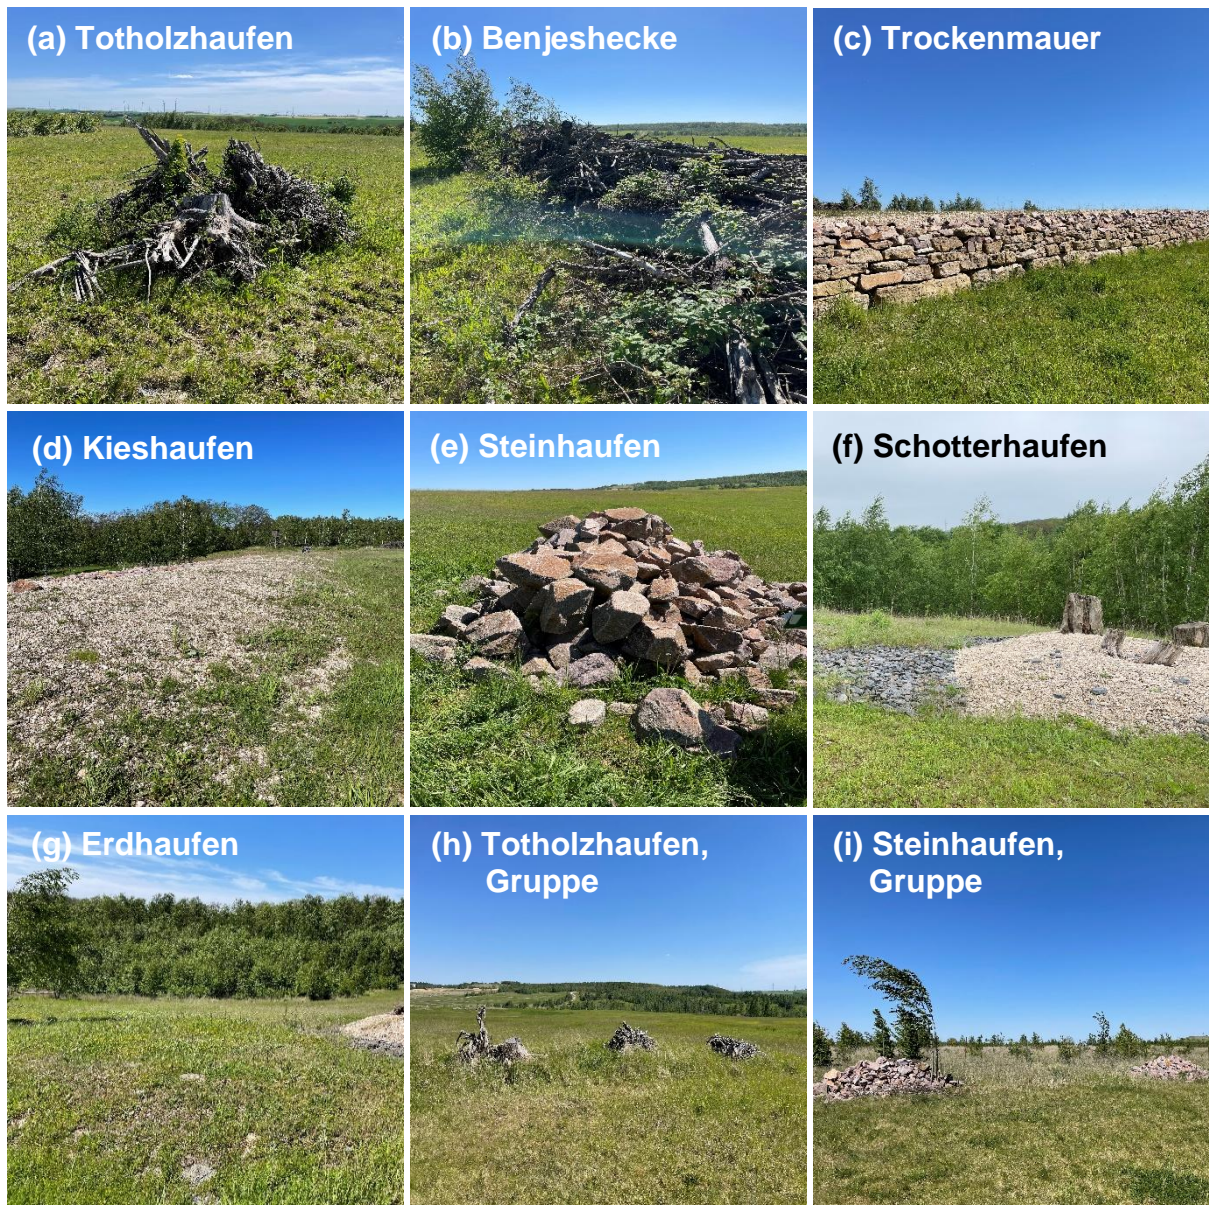 (a) Totholzhaufen
(b) Benjeshecke
(c) Trockenmauer
(d) Kieshaufen
(e) Steinhaufen
(f) Schotterhaufen
(g) Erdhaufen
(h) Totholzhaufen,
Gruppe
(i) Steinhaufen,
Gruppe